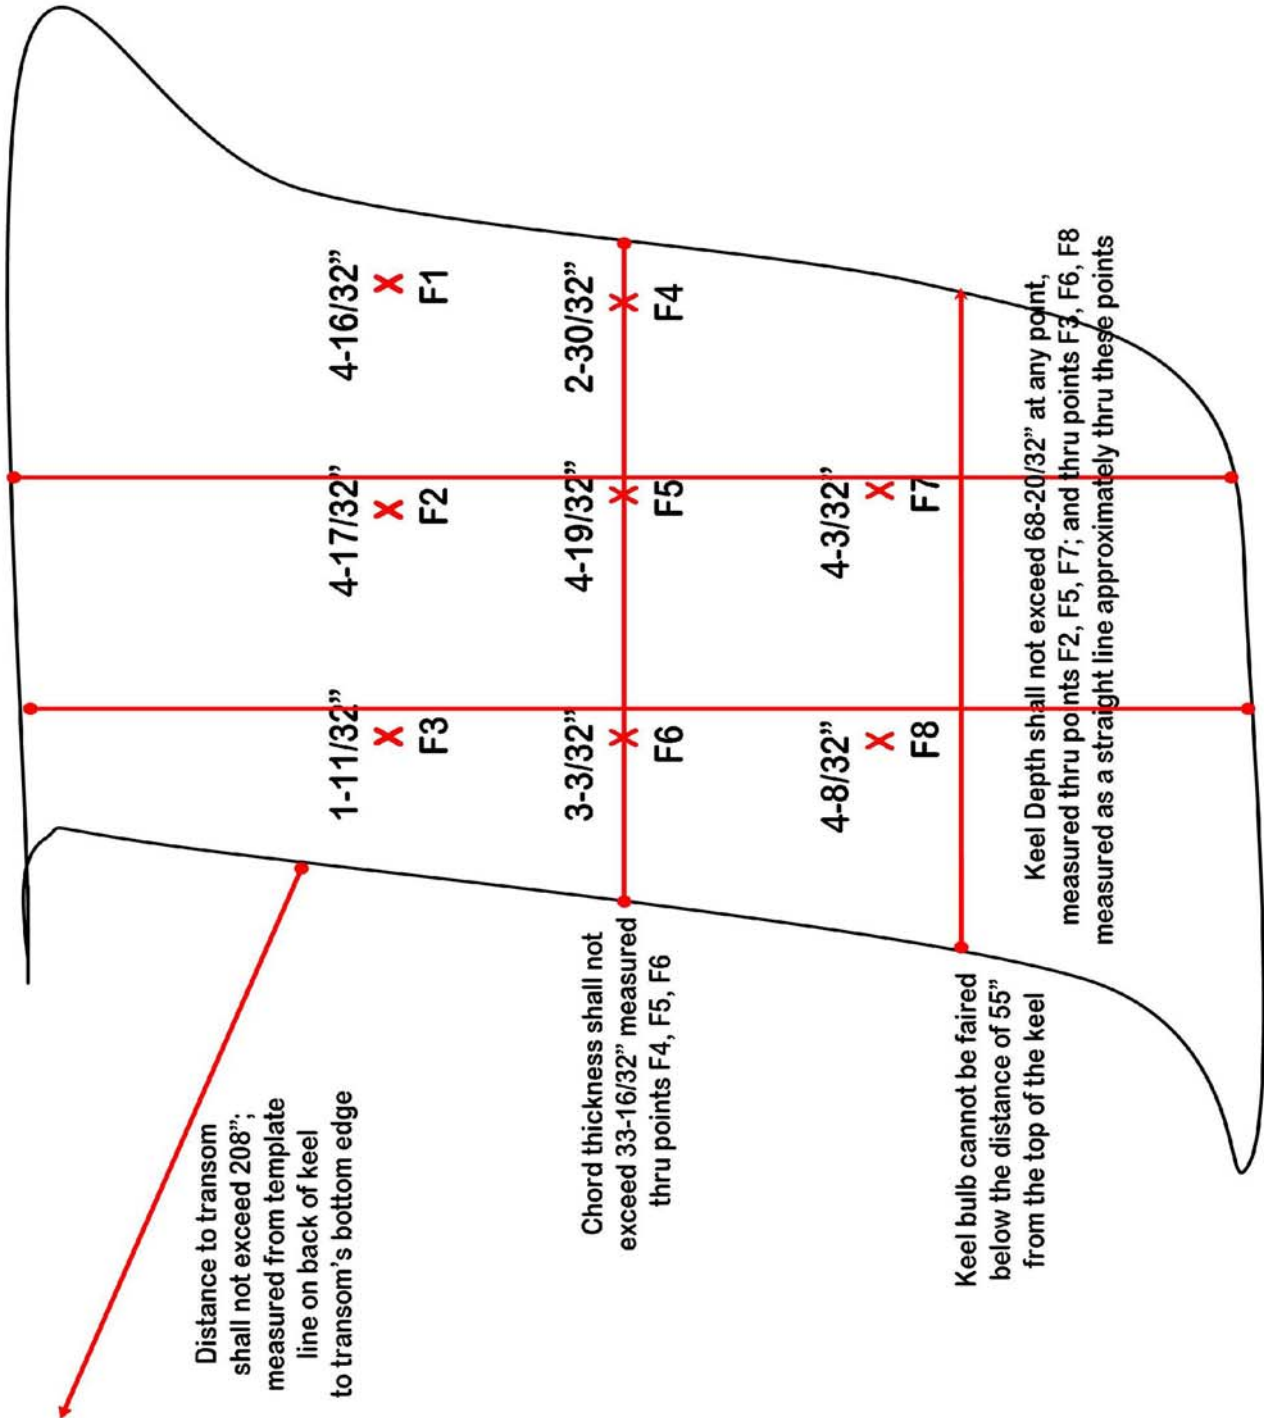 Distance to transom
shall not exceed 208”;
measured from template
line on back of keel
to transom’s bottom edge
1-11/32”
4-17/32”
4-16/32”
F3
F2
F1
Chord thickness shall not
exceed 33-16/32” measured
thru points F4, F5, F6
3-3/32”
4-19/32”
2-30/32”
F6
F5
F4
4-8/32”
4-3/32”
F8
F7
Keel bulb cannot be faired
below the distance of 55”
from the top of the keel
Keel Depth shall not exceed 68-20/32” at any point,
measured thru points F2, F5, F7; and thru points F3, F6, F8
measured as a straight line approximately thru these points